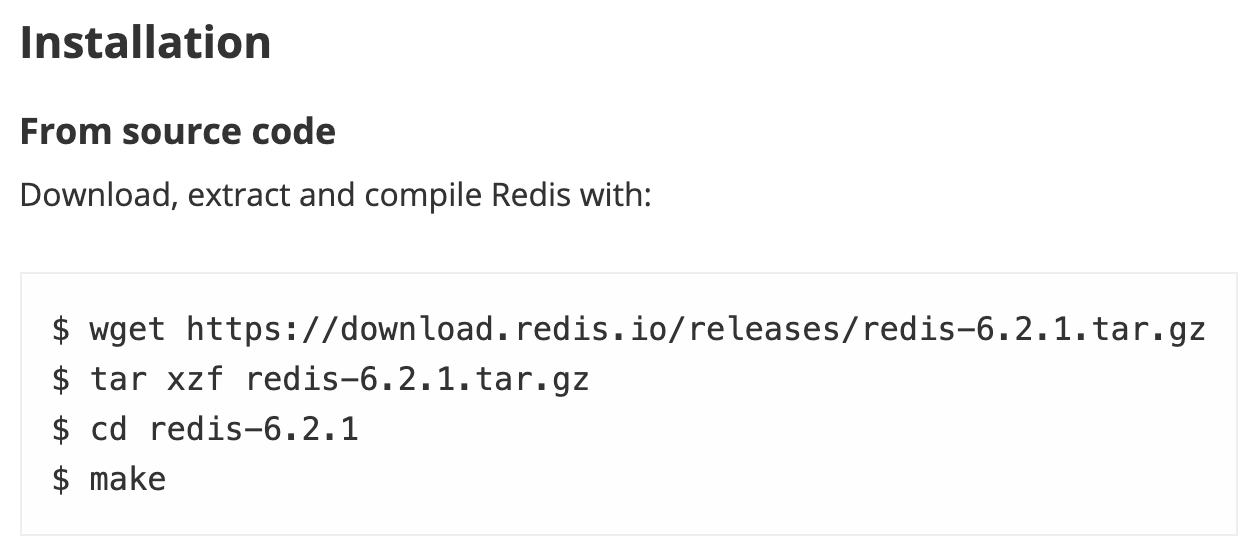 Installation
From source code
Download, extract and compile Redis with:
$ wget https://download.redis.io/releases/redis-6.2.1.tar.gz
$ tar xzf redis-6.2.1.tar.gz
$ cd redis-6.2.1
$ make